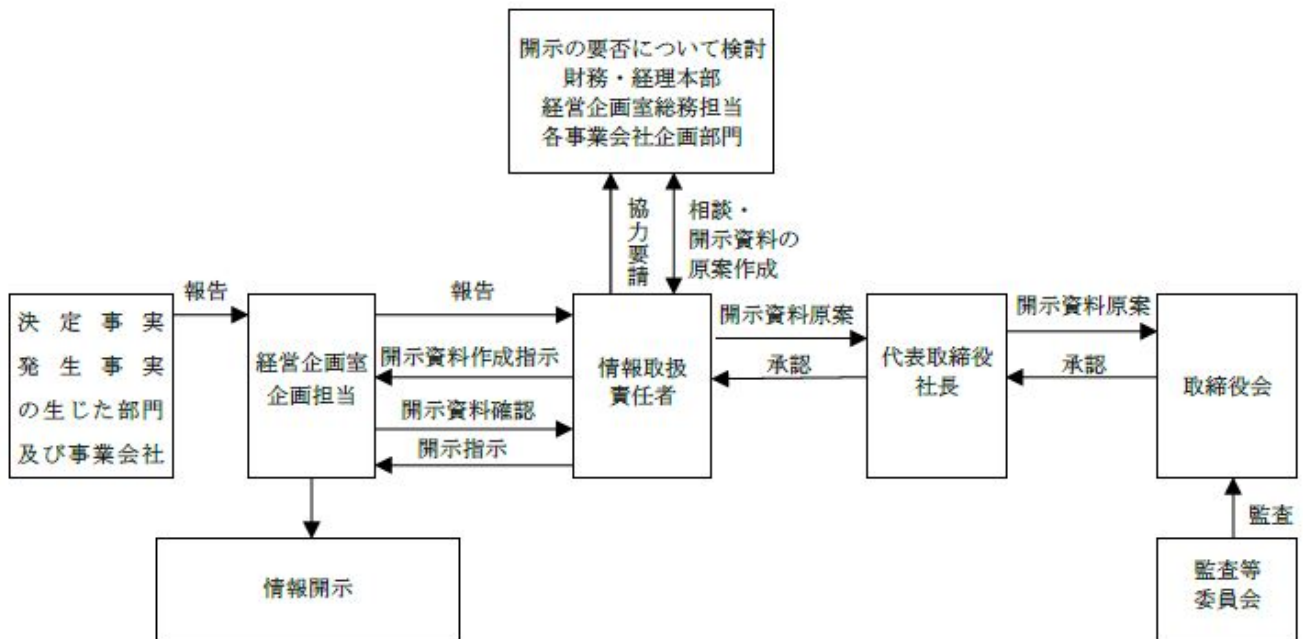 開示の要否について検討
財務・経理本部
経営企画室総務担当
各事業会社企画部門
協力要請
相談・
開示資料の
原案作成
報告
決定事実
発生事実
の生じた部門
及び事業会社
経営企画室
企画担当
報告
開示資料作成指示
開示資料確認
開示指示
情報取扱
責任者
開示資料原案
承認
代表取締役
社長
開示資料原案
承認
取締役会
監査
情報開示
監査等
委員会